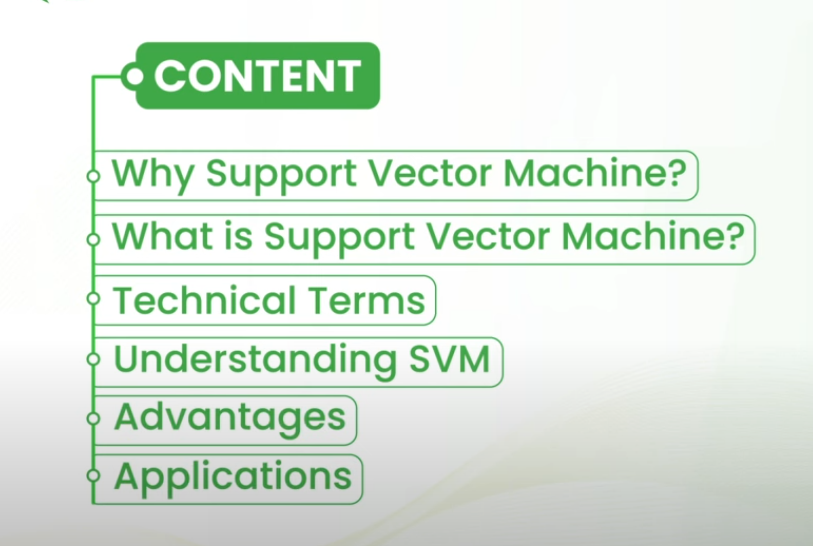 CONTENT
Why Support Vector Machine?
What is Support Vector Machine?
Technical Terms
Understanding SVM
Advantages
Applications